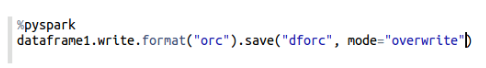 %pyspark
dataframe1.write.format("orc").save("dforc", mode="overwrite")